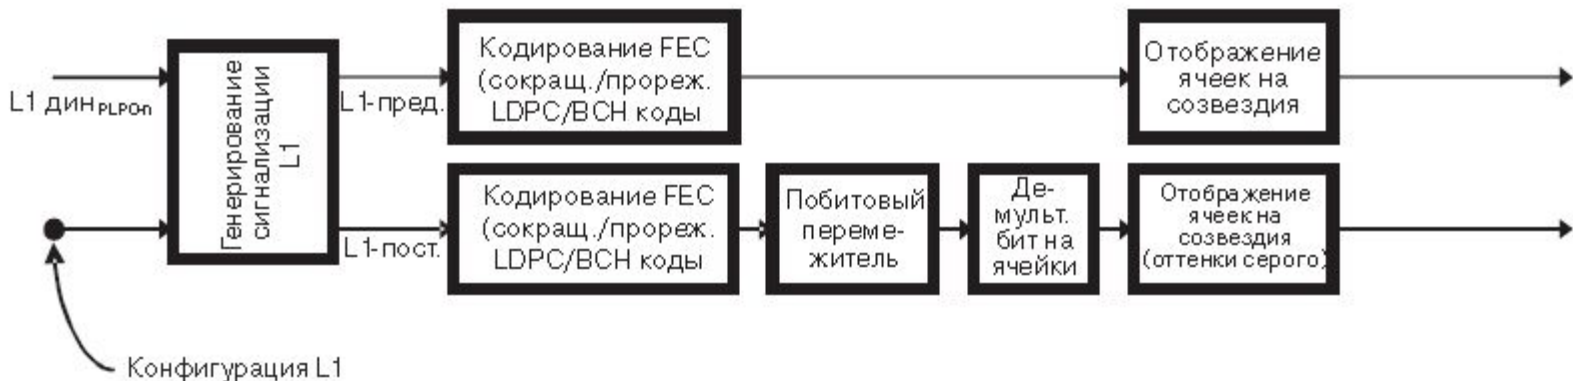 L1 дин PLP0-n
Генерирование
сигнализации
L1
L1-пред.
Кодирование FEC
(сокращ./прореж.
LDPC/BCH коды
Отображение
ячеек на
созвездия
L1-пост.
Кодирование FEC
(сокращ./прореж.
LDPC/BCH коды
Побитовый
переме-
житель
Де-
мульт.
бит на
ячейки
Отображение
ячеек на
созвездия
(оттенки серого)
Конфигурация L1